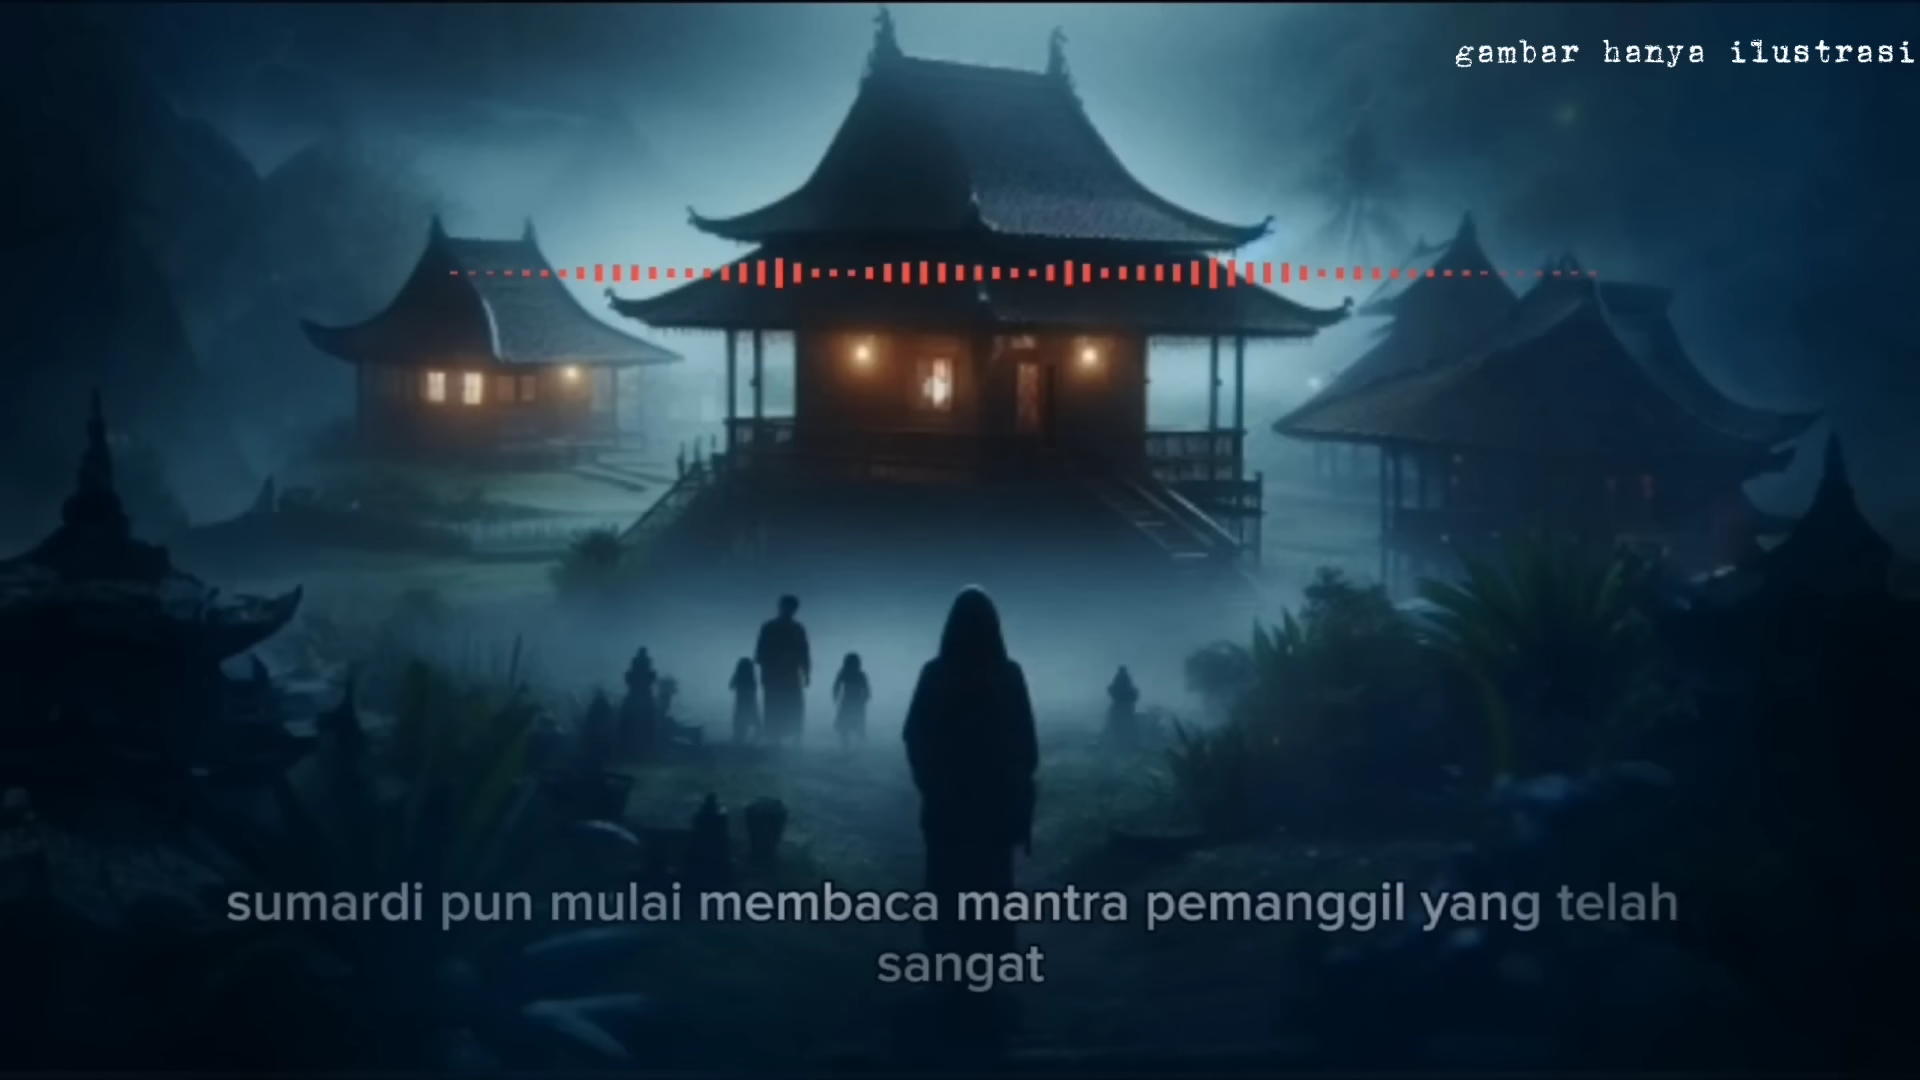 gambar hanya ilustrasi
sumardi pun mulai membaca mantra pemanggil yang telah
sangat